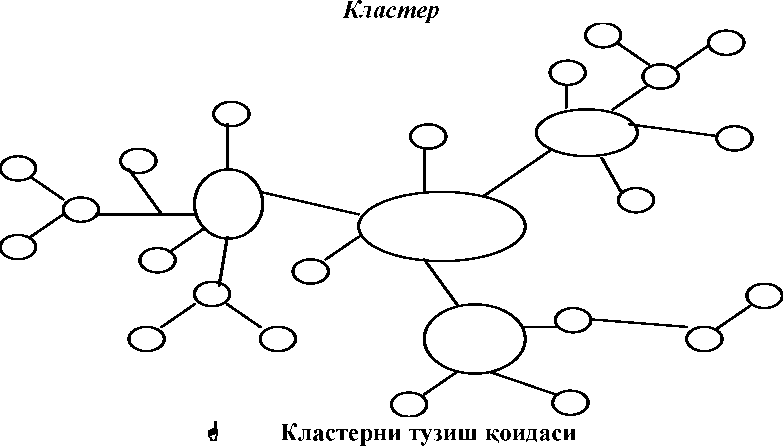 Кластер
Кластерни тузиш қоидаси